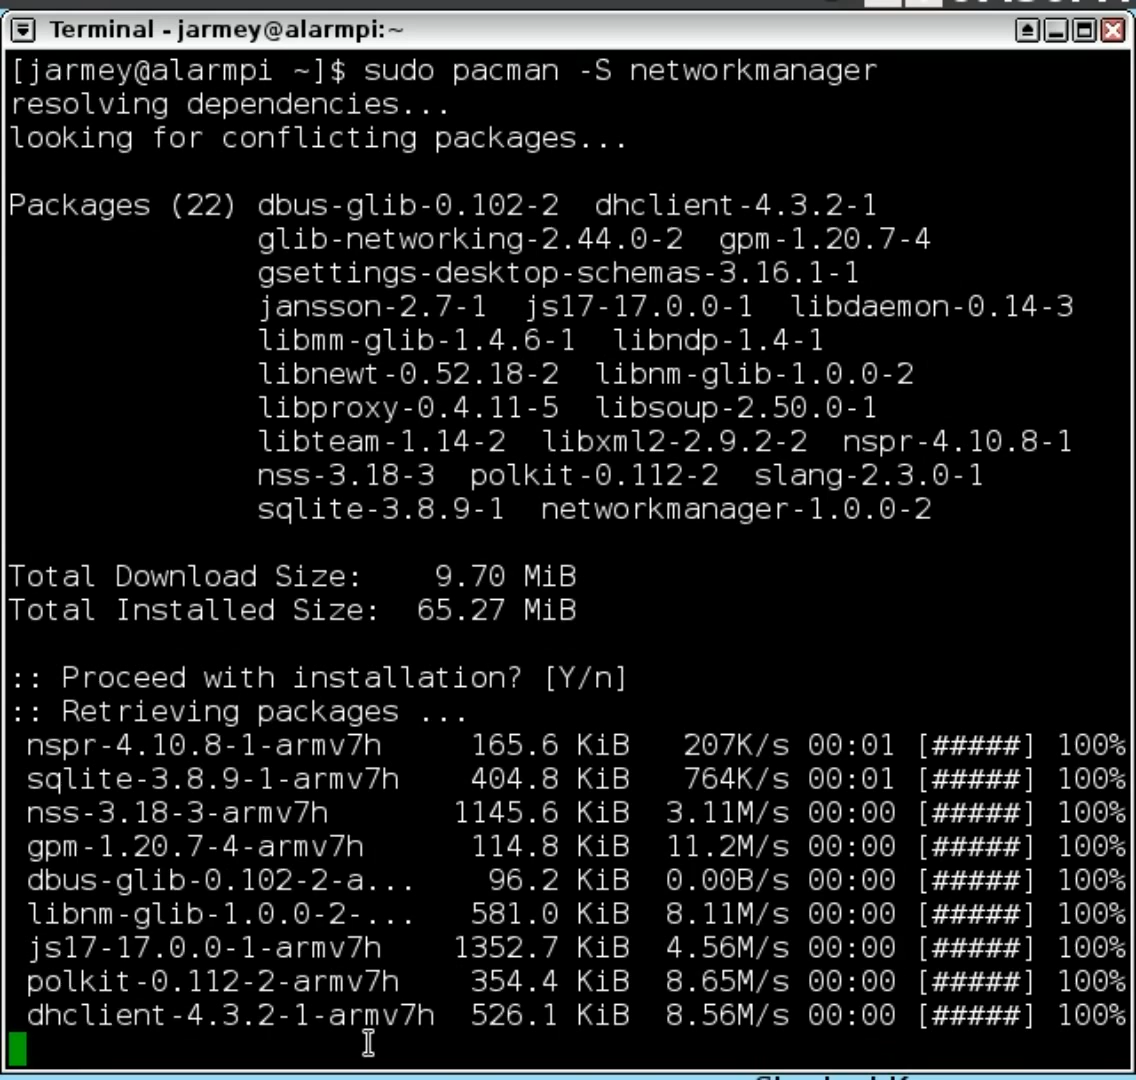 Terminal - jarmey@alarmpi:~
[jarmey@alarmpi ~]$ sudo pacman -S networkmanager
resolving dependencies...
looking for conflicting packages...
Packages (22) dbus-glib-0.102-2 dhclient-4.3.2-1
glib-networking-2.44.0-2 gpm-1.20.7-4
gsettings-desktop-schemas-3.16.1-1
jansson-2.7-1 js17-17.0.0-1 libdaemon-0.14-3
libmm-glib-1.4.6-1 libndp-1.4-1
libnewt-0.52.18-2 libnm-glib-1.0.0-2
libproxy-0.4.11-5 libsoup-2.50.0-1
libteam-1.14-2 libxml2-2.9.2-2 nspr-4.10.8-1
nss-3.18-3 polkit-0.112-2 slang-2.3.0-1
sqlite-3.8.9-1 networkmanager-1.0.0-2
Total Download Size: 9.70 MiB
Total Installed Size: 65.27 MiB
:: Proceed with installation? [Y/n]
:: Retrieving packages ...
nspr-4.10.8-1-armv7h 165.6 KiB 207K/s 00:01 [#####] 100%
sqlite-3.8.9-1-armv7h 404.8 KiB 764K/s 00:01 [#####] 100%
nss-3.18-3-armv7h 1145.6 KiB 3.11M/s 00:00 [#####] 100%
gpm-1.20.7-4-armv7h 114.8 KiB 11.2M/s 00:00 [#####] 100%
dbus-glib-0.102-2-a... 96.2 KiB 0.00B/s 00:00 [#####] 100%
libnm-glib-1.0.0-2-... 581.0 KiB 8.11M/s 00:00 [#####] 100%
js17-17.0.0-1-armv7h 1352.7 KiB 4.56M/s 00:00 [#####] 100%
polkit-0.112-2-armv7h 354.4 KiB 8.65M/s 00:00 [#####] 100%
dhclient-4.3.2-1-armv7h 526.1 KiB 8.56M/s 00:00 [#####] 100%